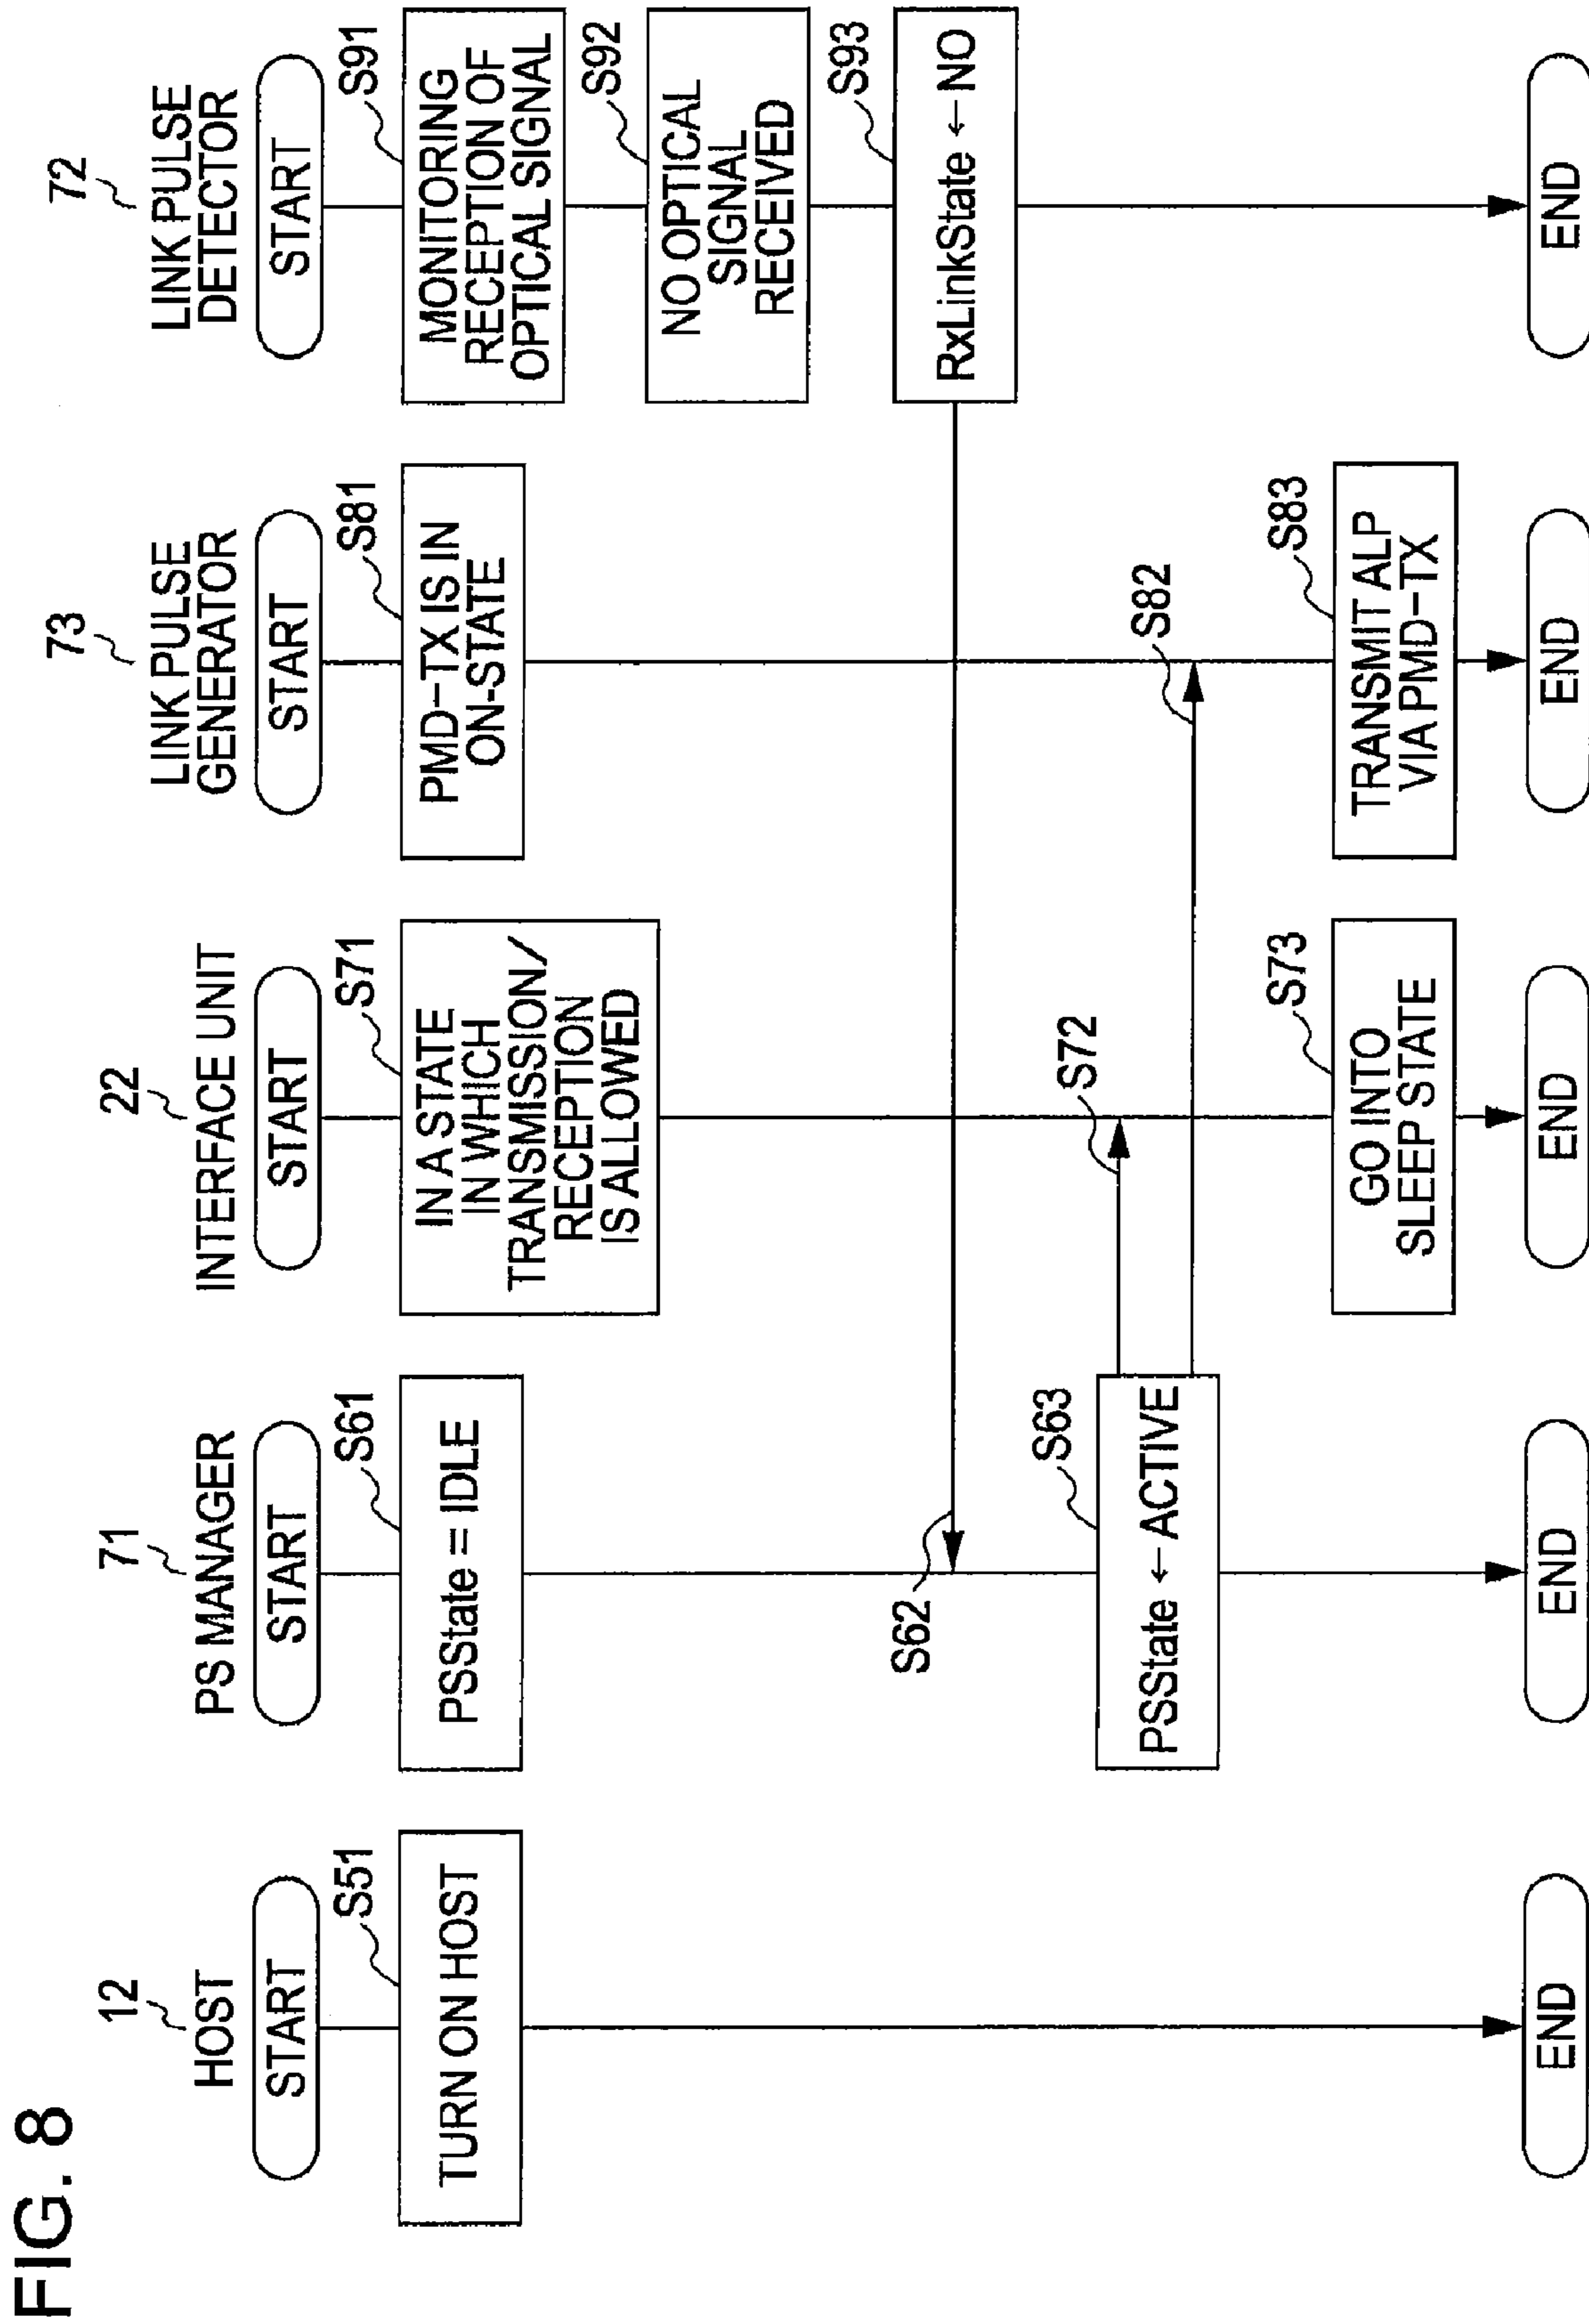 FIG. 8
12
HOST
START
S51
TURN ON HOST
END
71
PS MANAGER
START
S61
PSState = IDLE
S62
S63
PSState ← ACTIVE
END
22
INTERFACE UNIT
START
S71
IN A STATE
IN WHICH
TRANSMISSION/
RECEPTION
IS ALLOWED
S72
S73
GO INTO
SLEEP STATE
END
73
LINK PULSE
GENERATOR
START
S81
PMD-TX IS IN
ON-STATE
S82
S83
TRANSMIT ALP
VIA PMD-TX
END
72
LINK PULSE
DETECTOR
START
S91
MONITORING
RECEPTION OF
OPTICAL SIGNAL
S92
NO OPTICAL
SIGNAL
RECEIVED
S93
RxLinkState ← NO
END